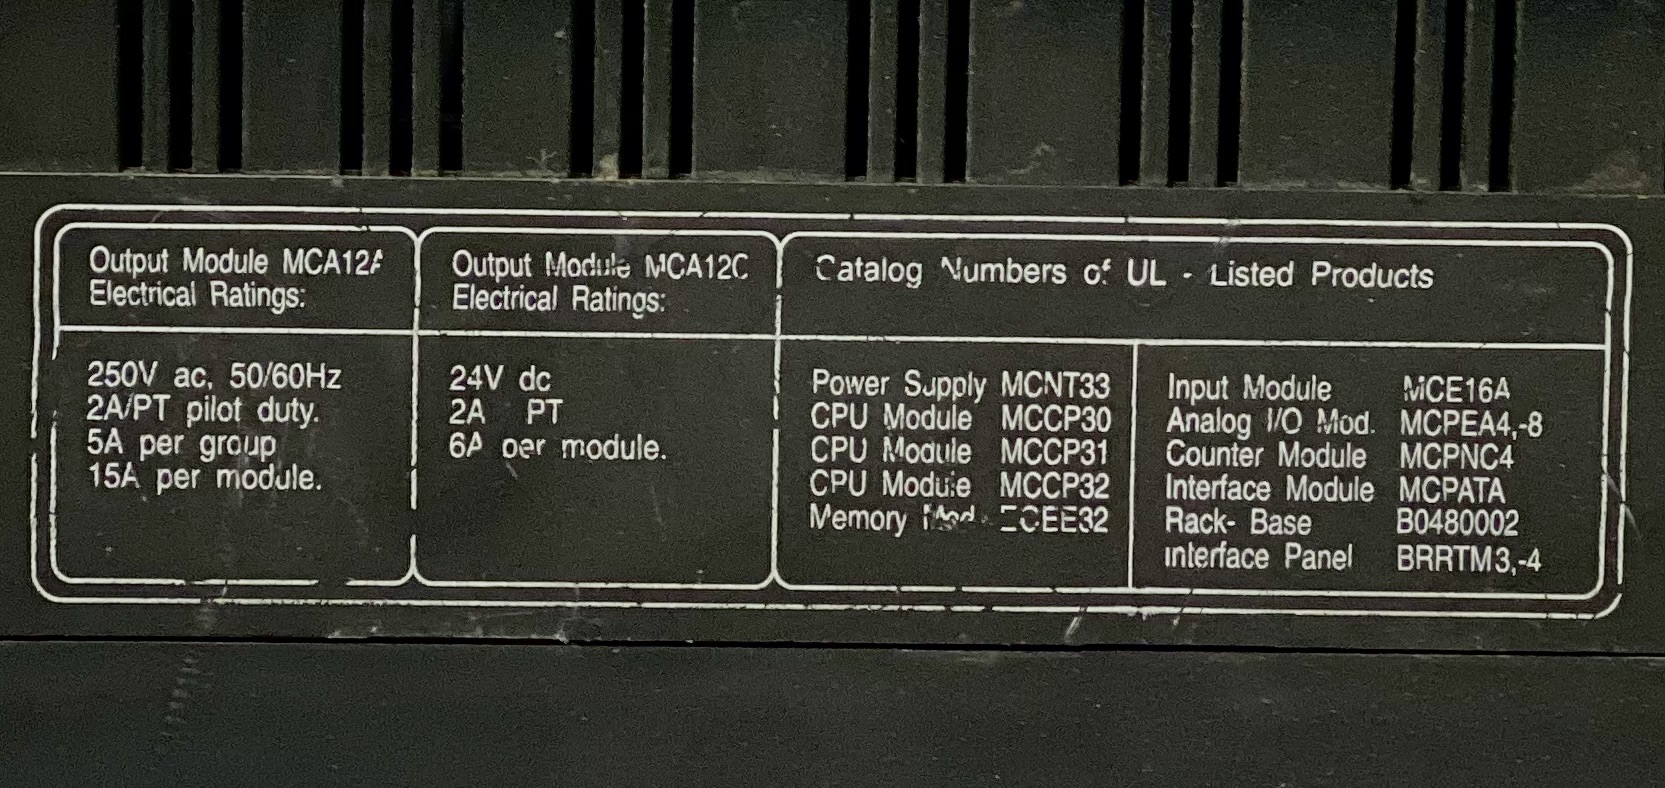 Output Module MCA12A
Electrical Ratings:
250V ac, 50/60Hz
2A/PT pilot duty.
5A per group
15A per module.
Output Module MCA12C
Electrical Ratings:
24V dc
2A PT
6A per module.
Catalog Numbers of UL - Listed Products
Power Supply MCNT33
CPU Module MCCP30
CPU Module MCCP31
CPU Module MCCP32
Memory Mod.
Input Module MCE16A
Analog I/O Mod. MCPEA4,-8
Counter Module MCPNC4
Interface Module MCPATA
Rack- Base B0480002
Interface Panel BRRTM3,-4